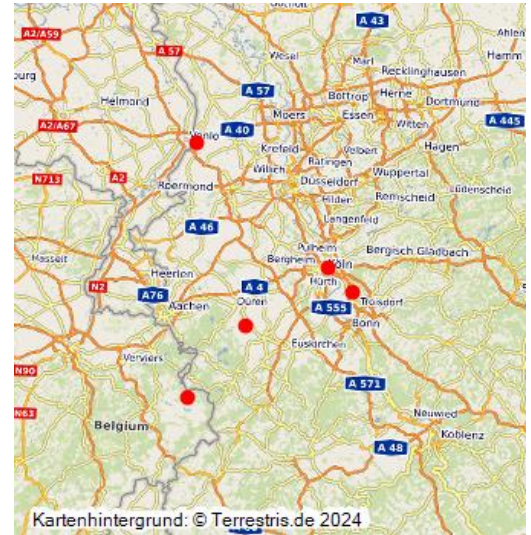 A 43
A2/A59
A 57
Wesel
Marl
Ahlen
Recklinghausen
Hamm
A 57
Bottrop
Herne
Dortmund
Helmond
Moers
Essen
A2/A67
A 40
Witten
A 445
Hagen
Krefeld
Velbert
N713
A2
Willich
Ratingen
Wuppertal
Roermond
Düsseldorf
Remscheid
Lüdenscheid
Hilden
Langenfeld
A 46
Pulheim
Bergisch Gladbach
Hasselt
Bergheim
Köln
Heerlen
Hürth
N2
A76
A 4
Aachen
Düren
A 555
Troisdorf
Bonn
Euskirchen
Verviers
N90
A 571
N63
Neuwied
Belgium
Koblenz
A 48
Kartenhintergrund: © Terrestris.de 2024